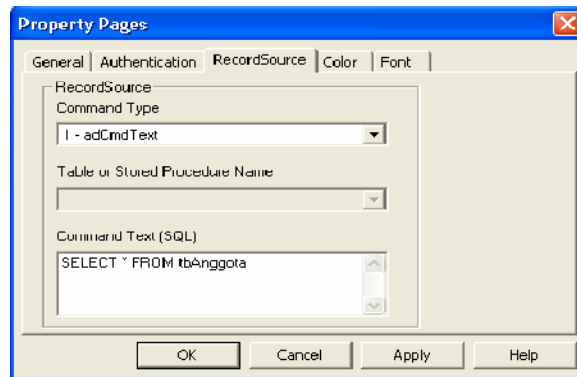 Property Pages
General Authentication RecordSource Color Font
RecordSource
Command Type
1 - adCmdText
Table or Stored Procedure Name
Command Text (SQL)
SELECT * FROM tbAnggota
OK Cancel Apply Help